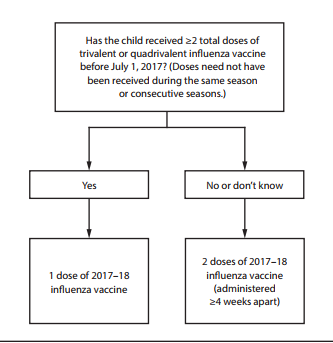 Has the child received ≥2 total doses of
trivalent or quadrivalent influenza vaccine
before July 1, 2017? (Doses need not have
been received during the same season
or consecutive seasons.)
Yes
No or don't know
1 dose of 2017–18
influenza vaccine
2 doses of 2017–18
influenza vaccine
(administered
≥4 weeks apart)